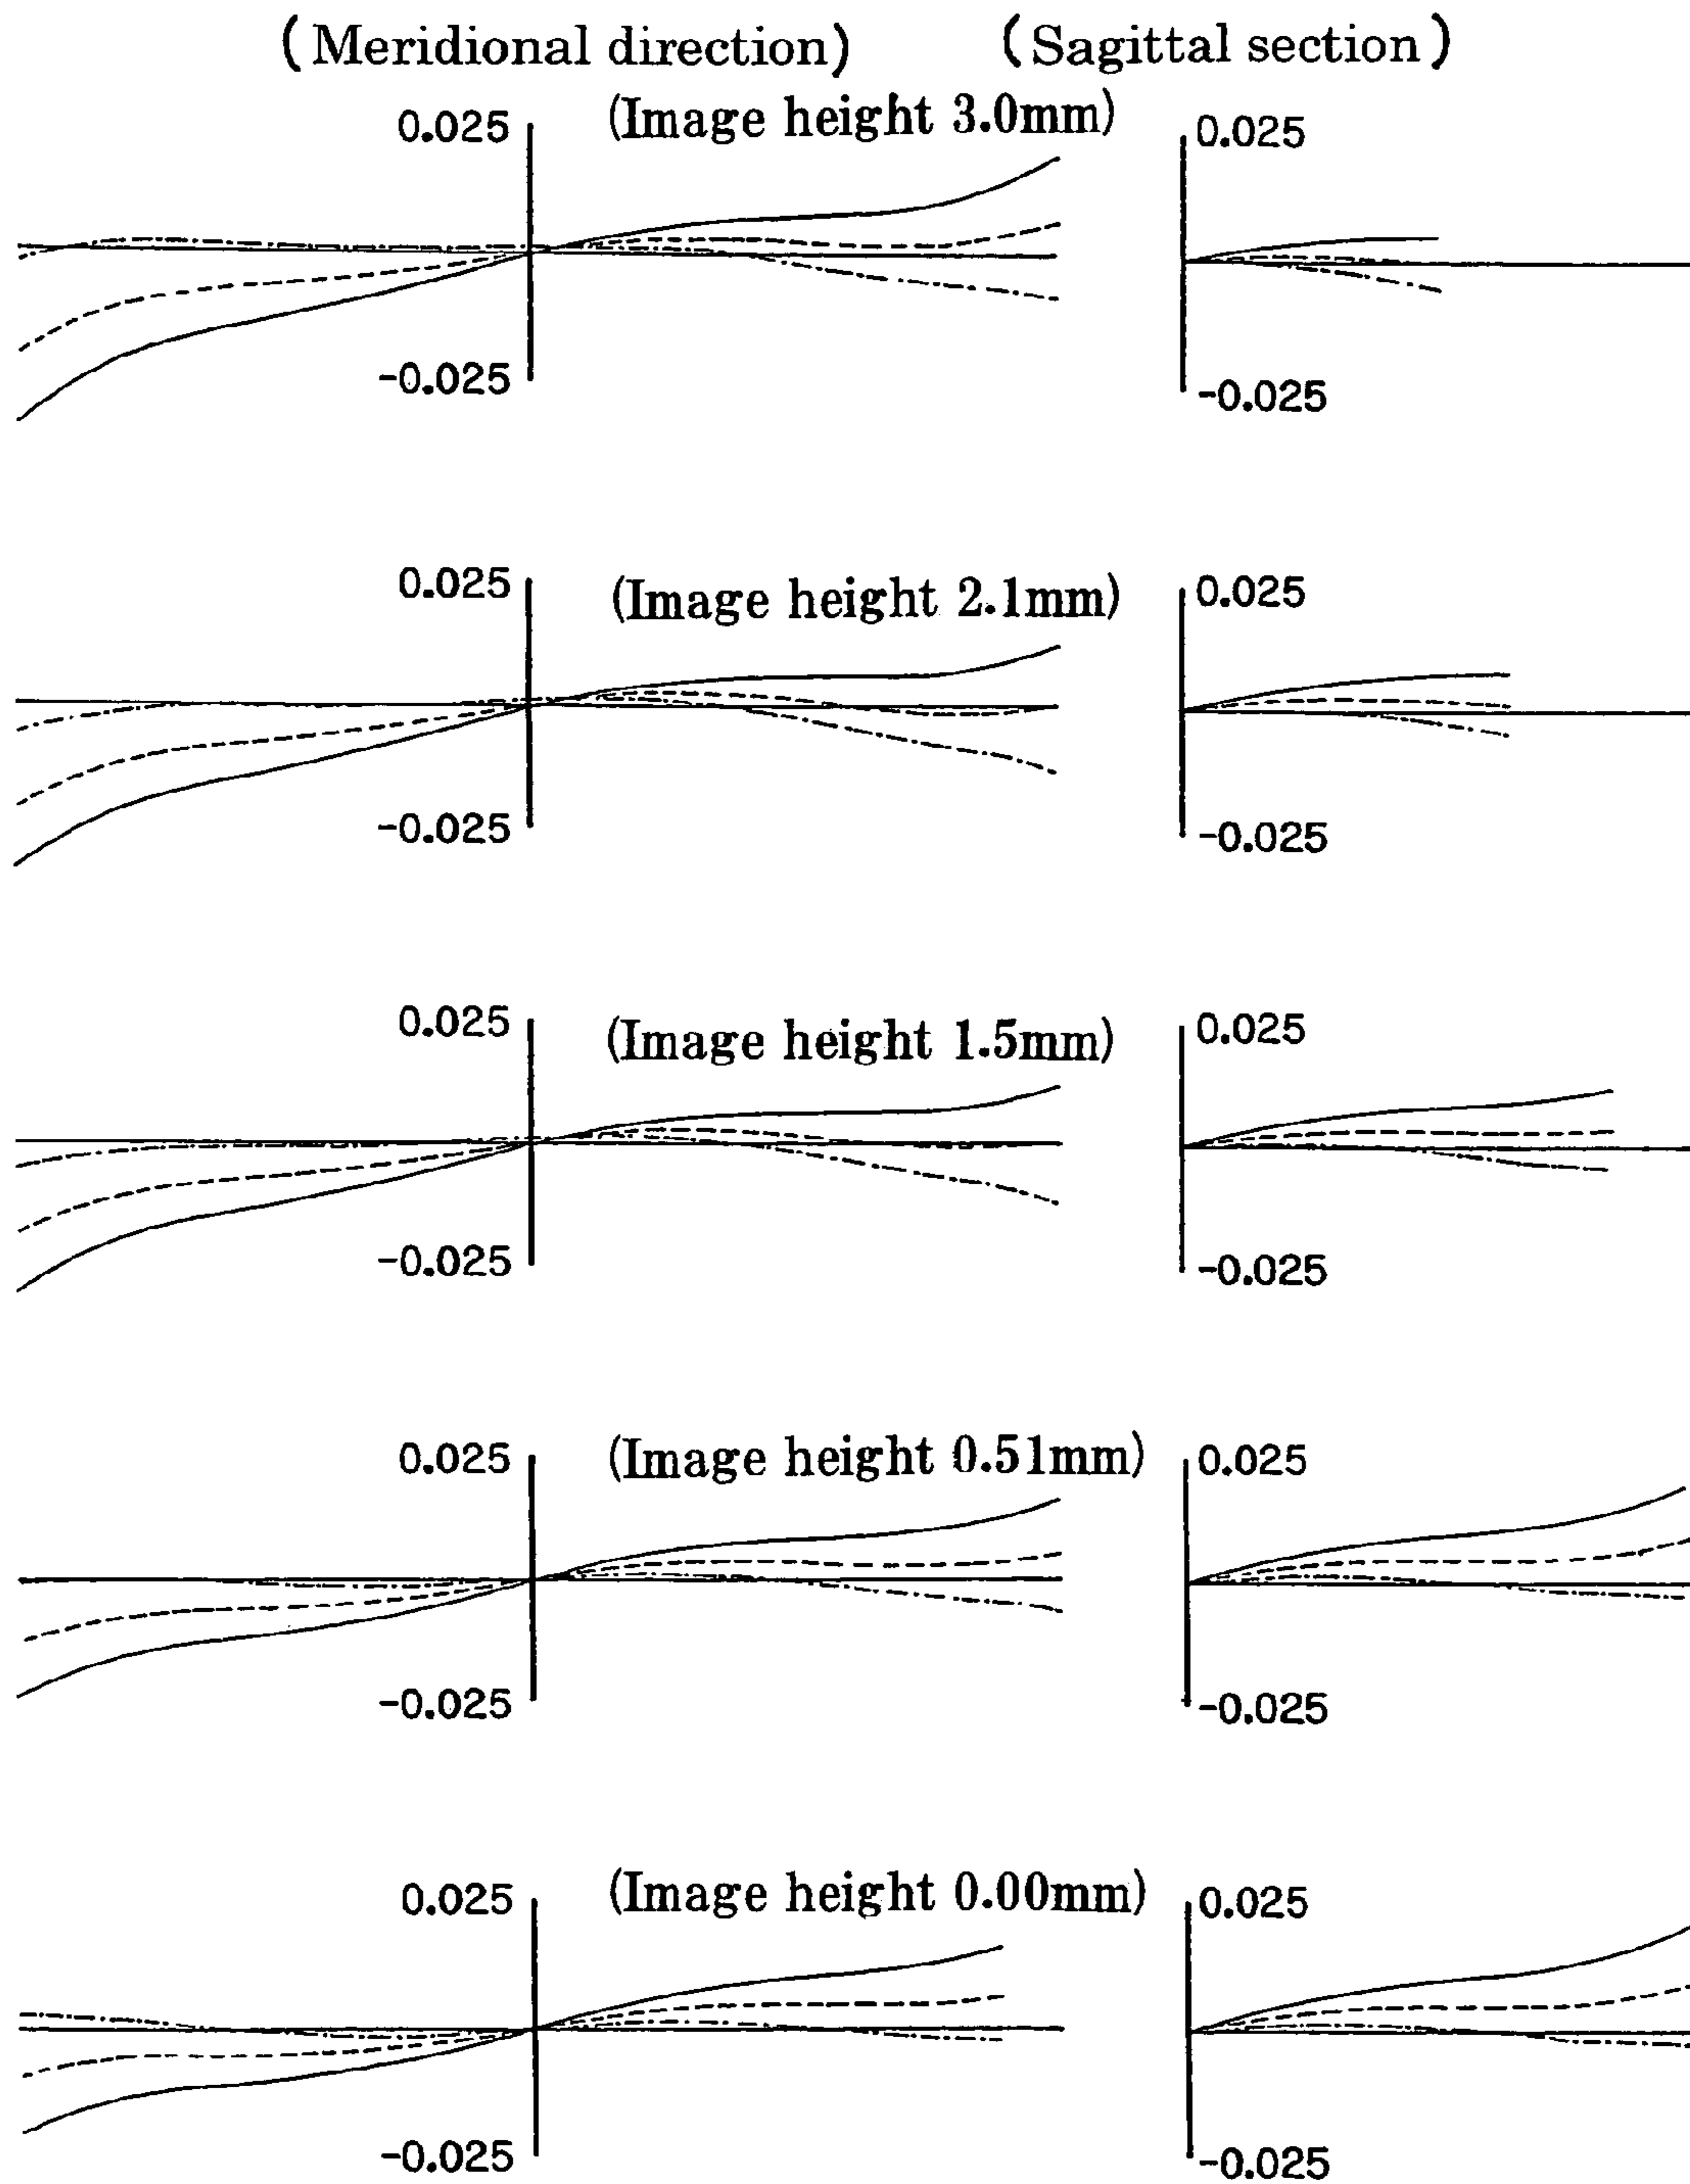 (Meridional direction) (Sagittal section)
(Image height 3.0mm)
0.025 0.025
-0.025 -0.025
(Image height 2.1mm)
0.025 0.025
-0.025 -0.025
(Image height 1.5mm)
0.025 0.025
-0.025 -0.025
(Image height 0.51mm)
0.025 0.025
-0.025 -0.025
(Image height 0.00mm)
0.025 0.025
-0.025 -0.025